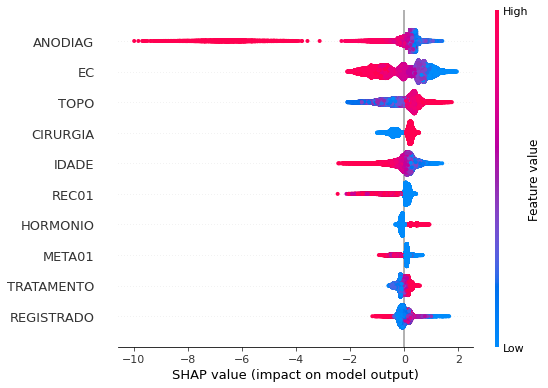 High
ANODIAG
EC
TOPO
CIRURGIA
IDADE
REC01
HORMONIO
META01
TRATAMENTO
REGISTRADO
Feature value
Low
−10 −8 −6 −4 −2 0 2
SHAP value (impact on model output)